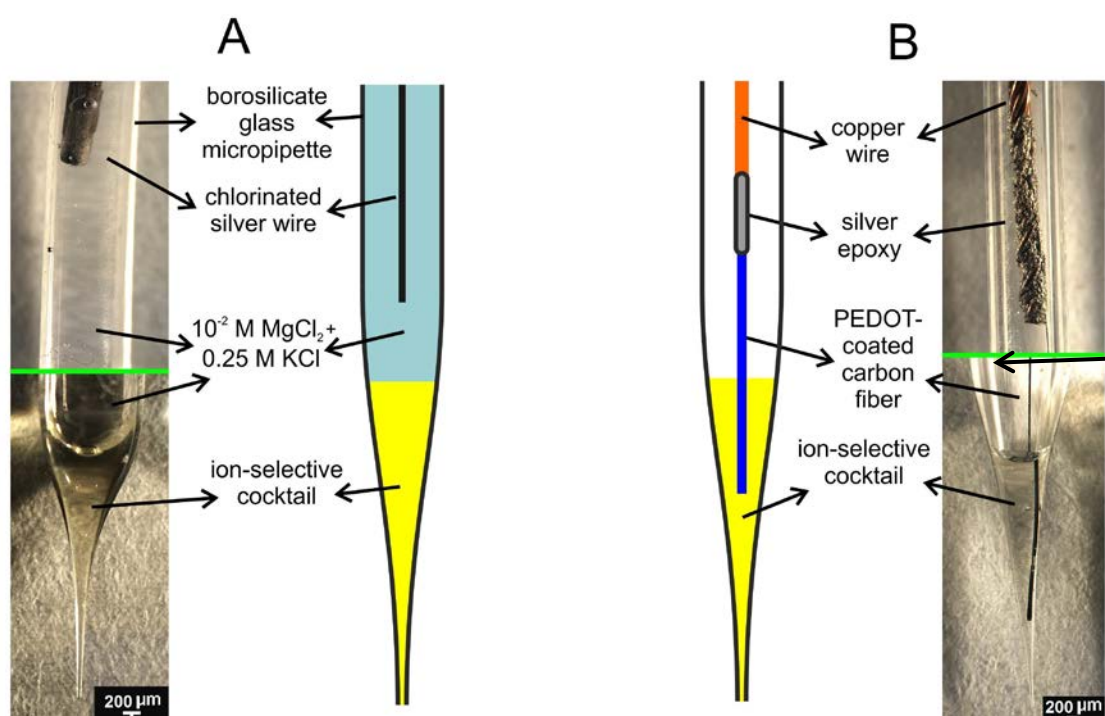 A
B
borosilicate
glass
micropipette
chlorinated
silver wire
10⁻² M MgCl₂+
0.25 M KCl
ion-selective
cocktail
200 µm
copper
wire
silver
epoxy
PEDOT-
coated
carbon
fiber
ion-selective
cocktail
200 µm